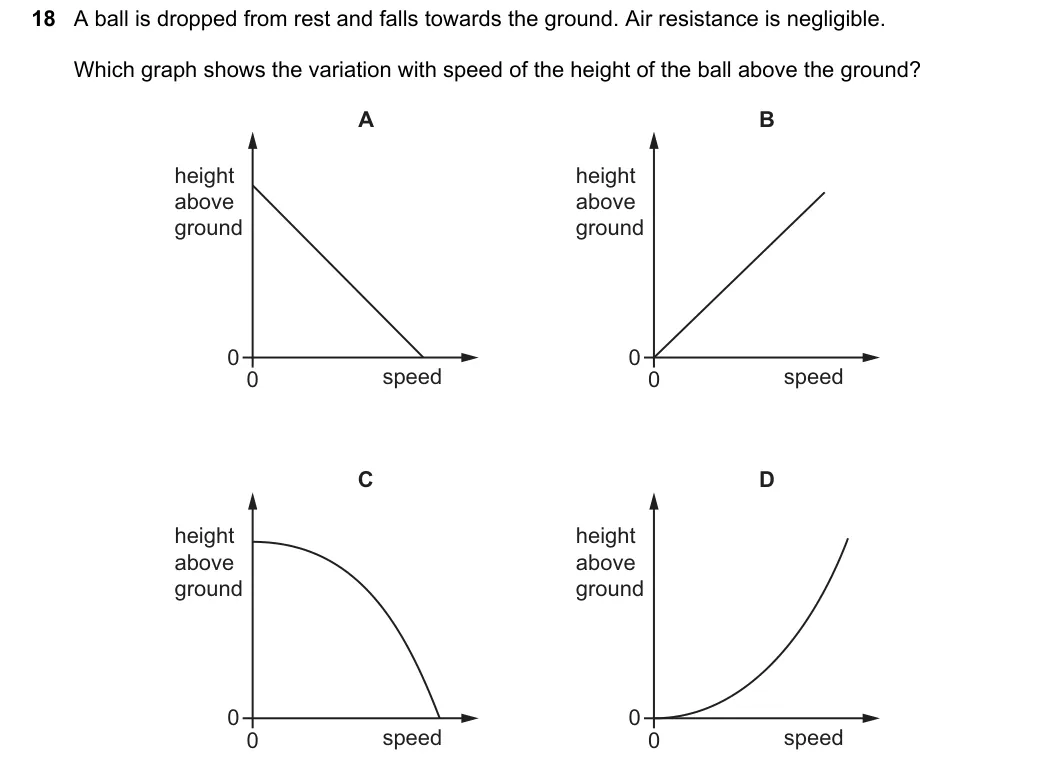 18 A ball is dropped from rest and falls towards the ground. Air resistance is negligible.
Which graph shows the variation with speed of the height of the ball above the ground?
A
height
above
ground
0
0
speed
B
height
above
ground
0
0
speed
C
height
above
ground
0
0
speed
D
height
above
ground
0
0
speed